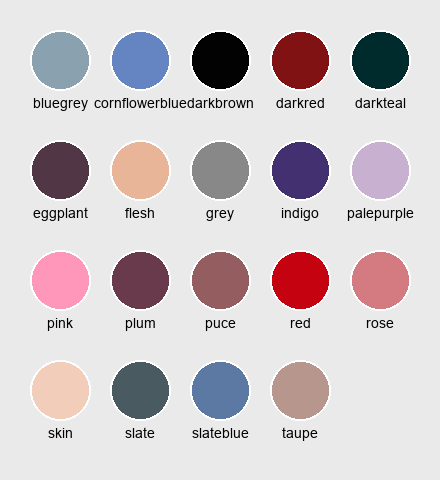 bluegrey cornflowerblue darkbrown darkred darkteal
eggplant flesh grey indigo palepurple
pink plum puce red rose
skin slate slateblue taupe